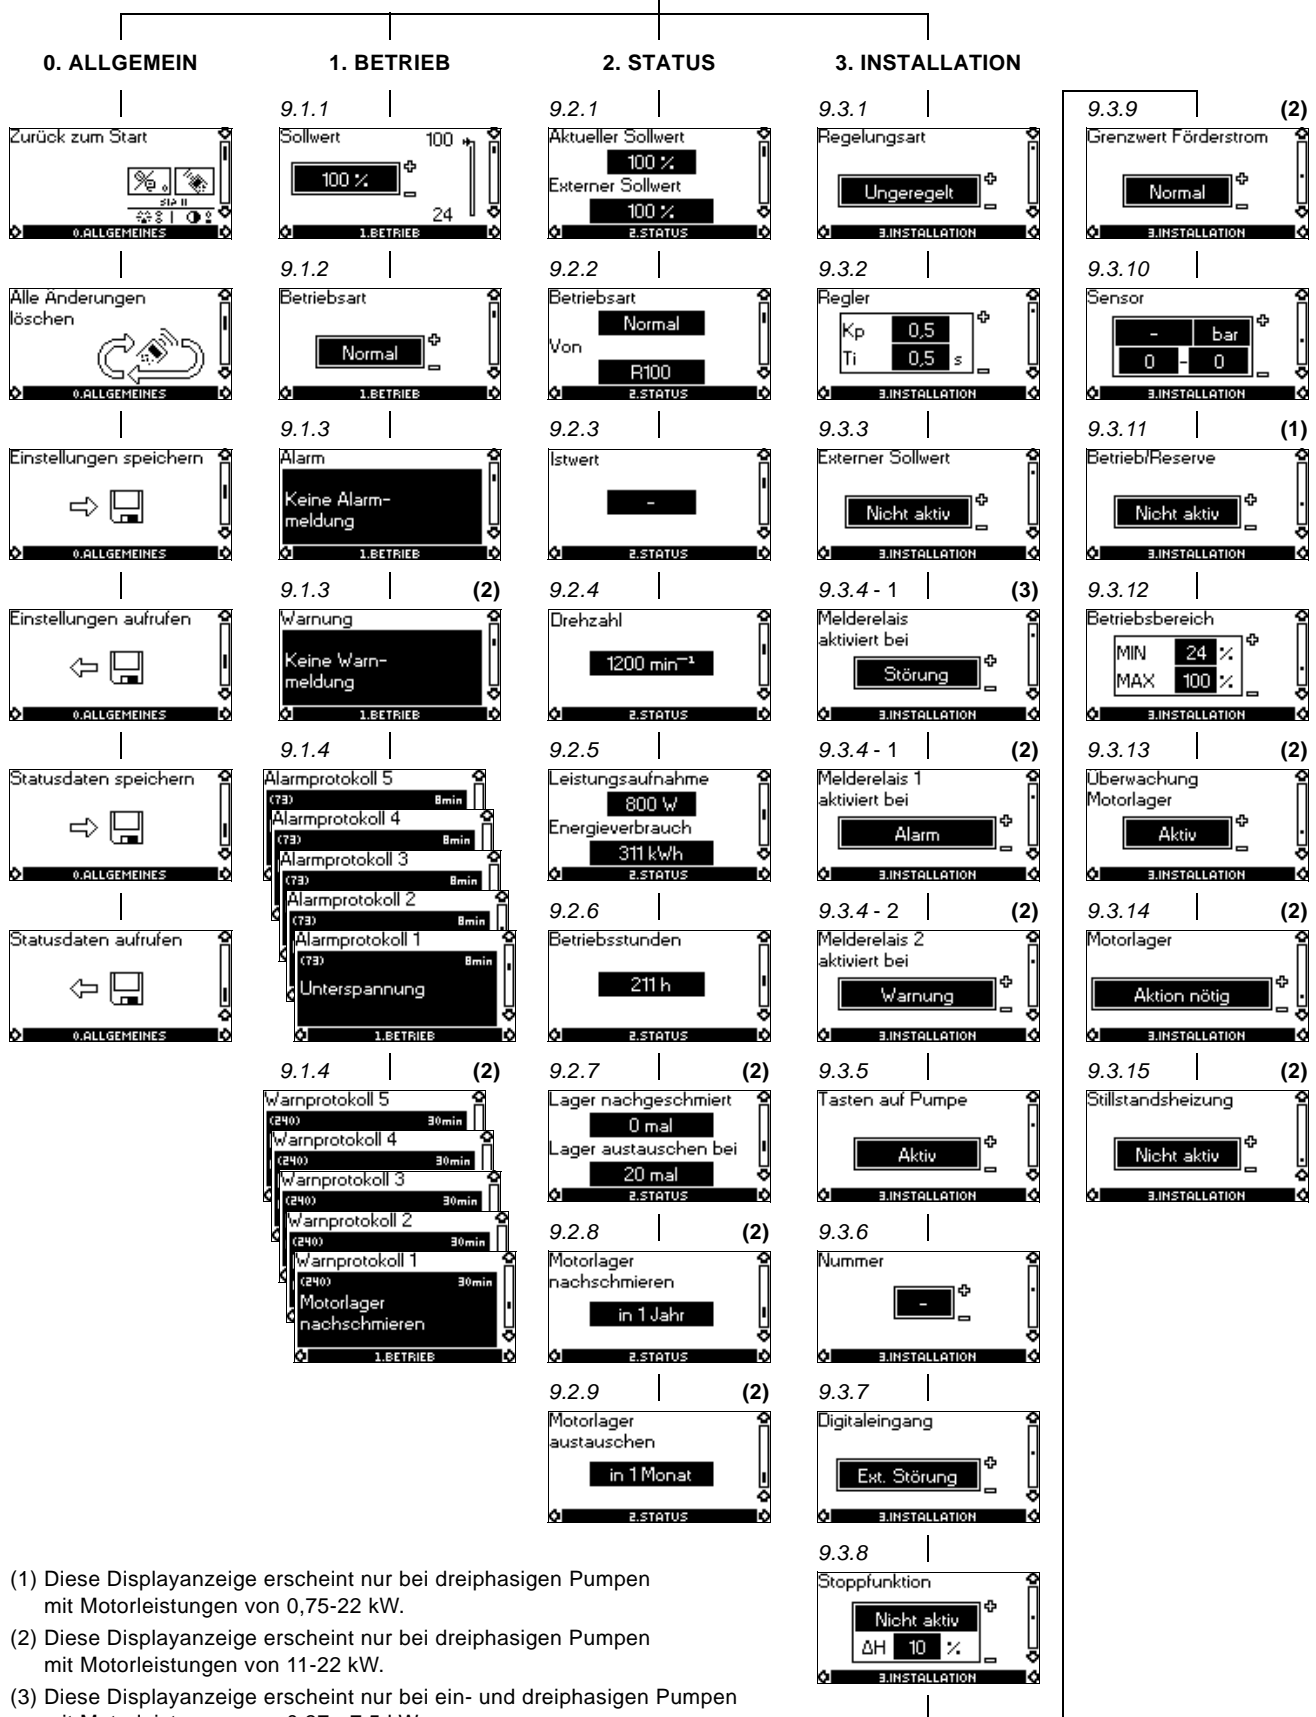 0. ALLGEMEIN
Zurück zum Start
0.ALLGEMEINES
Alle Änderungen
löschen
0.ALLGEMEINES
Einstellungen speichern
0.ALLGEMEINES
Einstellungen aufrufen
0.ALLGEMEINES
Statusdaten speichern
0.ALLGEMEINES
Statusdaten aufrufen
0.ALLGEMEINES
1. BETRIEB
9.1.1
Sollwert
100
100 %
24
1.BETRIEB
9.1.2
Betriebsart
Normal
1.BETRIEB
9.1.3
Alarm
Keine Alarm-
meldung
1.BETRIEB
9.1.3 (2)
Warnung
Keine Warn-
meldung
1.BETRIEB
9.1.4
Alarmprotokoll 5
(73) 8min
Alarmprotokoll 4
(73) 8min
Alarmprotokoll 3
(73) 8min
Alarmprotokoll 2
(73) 8min
Alarmprotokoll 1
(73) 8min
Unterspannung
1.BETRIEB
9.1.4 (2)
Warnprotokoll 5
(240) 30min
Warnprotokoll 4
(240) 30min
Warnprotokoll 3
(240) 30min
Warnprotokoll 2
(240) 30min
Warnprotokoll 1
(240) 30min
Motorlager
nachschmieren
1.BETRIEB
2. STATUS
9.2.1
Aktueller Sollwert
100 %
Externer Sollwert
100 %
2.STATUS
9.2.2
Betriebsart
Normal
Von
R100
2.STATUS
9.2.3
Istwert
-
2.STATUS
9.2.4
Drehzahl
1200 min⁻¹
2.STATUS
9.2.5
Leistungsaufnahme
800 W
Energieverbrauch
311 kWh
2.STATUS
9.2.6
Betriebsstunden
211 h
2.STATUS
9.2.7 (2)
Lager nachgeschmiert
0 mal
Lager austauschen bei
20 mal
2.STATUS
9.2.8 (2)
Motorlager
nachschmieren
in 1 Jahr
2.STATUS
9.2.9 (2)
Motorlager
austauschen
in 1 Monat
2.STATUS
3. INSTALLATION
9.3.1
Regelungsart
Ungeregelt
3.INSTALLATION
9.3.2
Regler
Kp 0,5
Ti 0,5 s
3.INSTALLATION
9.3.3
Externer Sollwert
Nicht aktiv
3.INSTALLATION
9.3.4 - 1 (3)
Melderelais
aktiviert bei
Störung
3.INSTALLATION
9.3.4 - 1 (2)
Melderelais 1
aktiviert bei
Alarm
3.INSTALLATION
9.3.4 - 2 (2)
Melderelais 2
aktiviert bei
Warnung
3.INSTALLATION
9.3.5
Tasten auf Pumpe
Aktiv
3.INSTALLATION
9.3.6
Nummer
-
3.INSTALLATION
9.3.7
Digitaleingang
Ext. Störung
3.INSTALLATION
9.3.8
Stoppfunktion
Nicht aktiv
ΔH 10 %
3.INSTALLATION
9.3.9 (2)
Grenzwert Förderstrom
Normal
3.INSTALLATION
9.3.10
Sensor
- bar
0 - 0
3.INSTALLATION
9.3.11 (1)
Betrieb/Reserve
Nicht aktiv
3.INSTALLATION
9.3.12
Betriebsbereich
MIN 24 %
MAX 100 %
3.INSTALLATION
9.3.13 (2)
Überwachung
Motorlager
Aktiv
3.INSTALLATION
9.3.14 (2)
Motorlager
Aktion nötig
3.INSTALLATION
9.3.15 (2)
Stillstandsheizung
Nicht aktiv
3.INSTALLATION
(1) Diese Displayanzeige erscheint nur bei dreiphasigen Pumpen
mit Motorleistungen von 0,75-22 kW.
(2) Diese Displayanzeige erscheint nur bei dreiphasigen Pumpen
mit Motorleistungen von 11-22 kW.
(3) Diese Displayanzeige erscheint nur bei ein- und dreiphasigen Pumpen